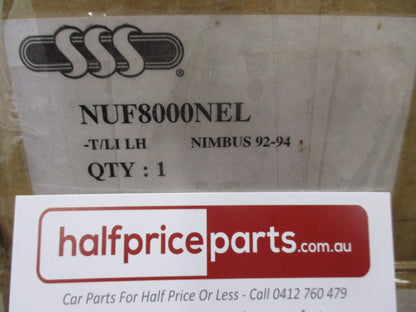 SSS
®
NUF8000NEL
-T/LI LH NIMBUS 92-94
QTY : 1
halfpriceparts.com.au
Car Parts For Half Price Or Less - Call 0412 760 479